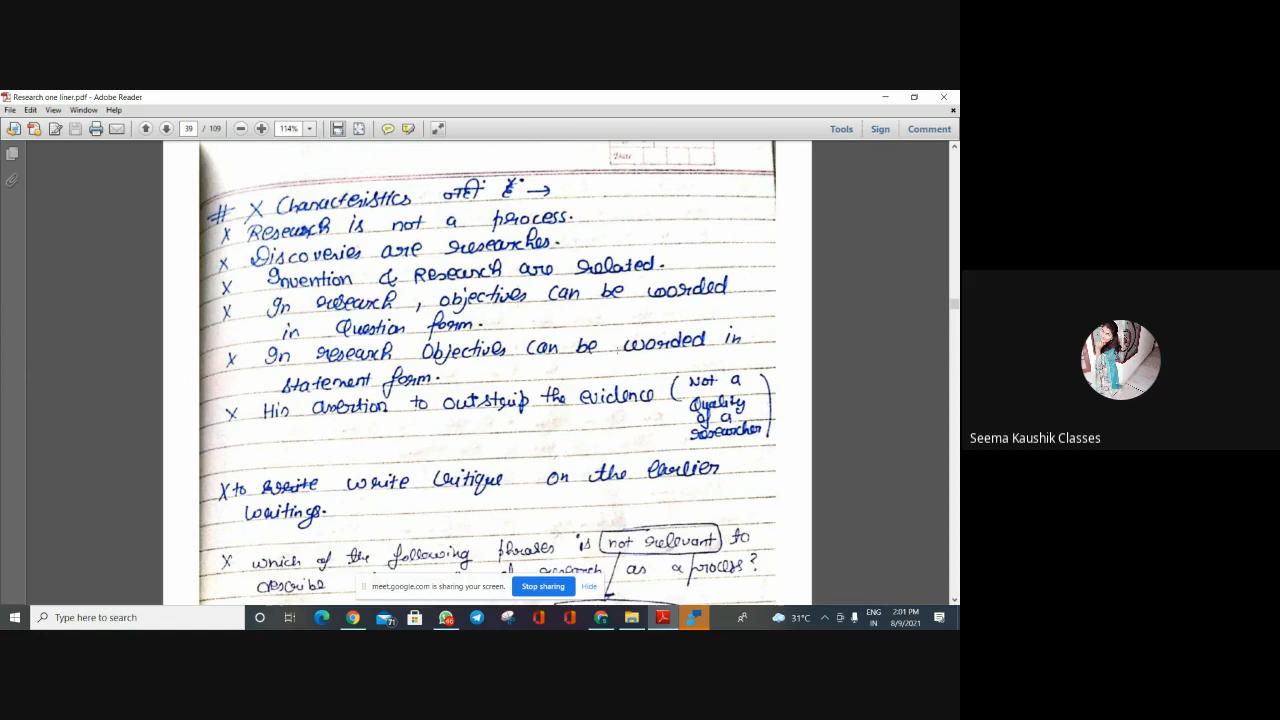 Research one liner.pdf - Adobe Reader
File Edit View Window Help
39 / 109 114% Tools Sign Comment
Date
# X Characteristics नहीं हैं →
X Research is not a process.
X Discoveries are researches.
X Invention & Research are related.
X In research, objectives can be worded
in Question form.
X In research Objectives can be worded in
statement form.
X His assertion to outstrip the evidence (Not a
Quality
of a
researcher)
X to write write Critique on the Earlier
writings.
X which of the following phrases is not relevant to
describe research as a process?
meet.google.com is sharing your screen. Stop sharing Hide
Seema Kaushik Classes
Type here to search
71
31°C
ENG
IN
2:01 PM
8/9/2021